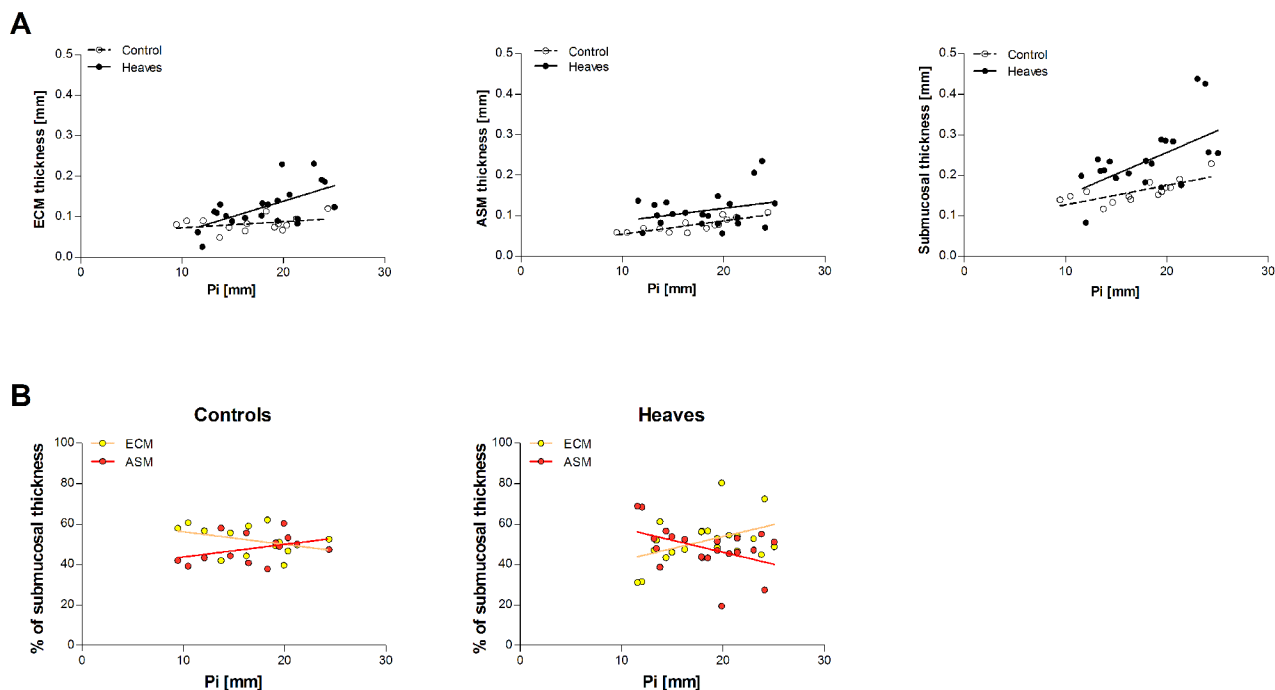 A
Control
Heaves
ECM thickness [mm]
0.5
0.4
0.3
0.2
0.1
0.0
0
10
20
30
Pi [mm]
Control
Heaves
ASM thickness [mm]
0.5
0.4
0.3
0.2
0.1
0.0
0
10
20
30
Pi [mm]
Control
Heaves
Submucosal thickness [mm]
0.5
0.4
0.3
0.2
0.1
0.0
0
10
20
30
Pi [mm]
B
Controls
ECM
ASM
% of submucosal thickness
100
80
60
40
20
0
0
10
20
30
Pi [mm]
Heaves
ECM
ASM
% of submucosal thickness
100
80
60
40
20
0
0
10
20
30
Pi [mm]